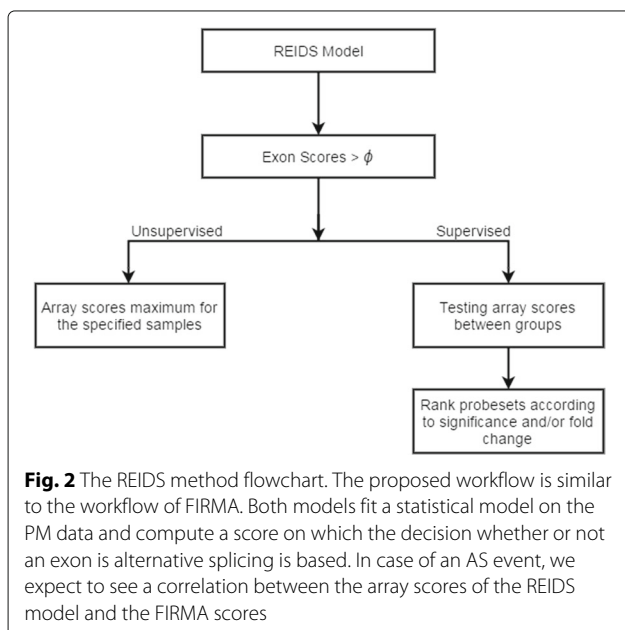 REIDS Model
Exon Scores > ϕ
Unsupervised
Supervised
Array scores maximum for
the specified samples
Testing array scores
between groups
Rank probesets according
to significance and/or fold
change
Fig. 2 The REIDS method flowchart. The proposed workflow is similar
to the workflow of FIRMA. Both models fit a statistical model on the
PM data and compute a score on which the decision whether or not
an exon is alternative splicing is based. In case of an AS event, we
expect to see a correlation between the array scores of the REIDS
model and the FIRMA scores